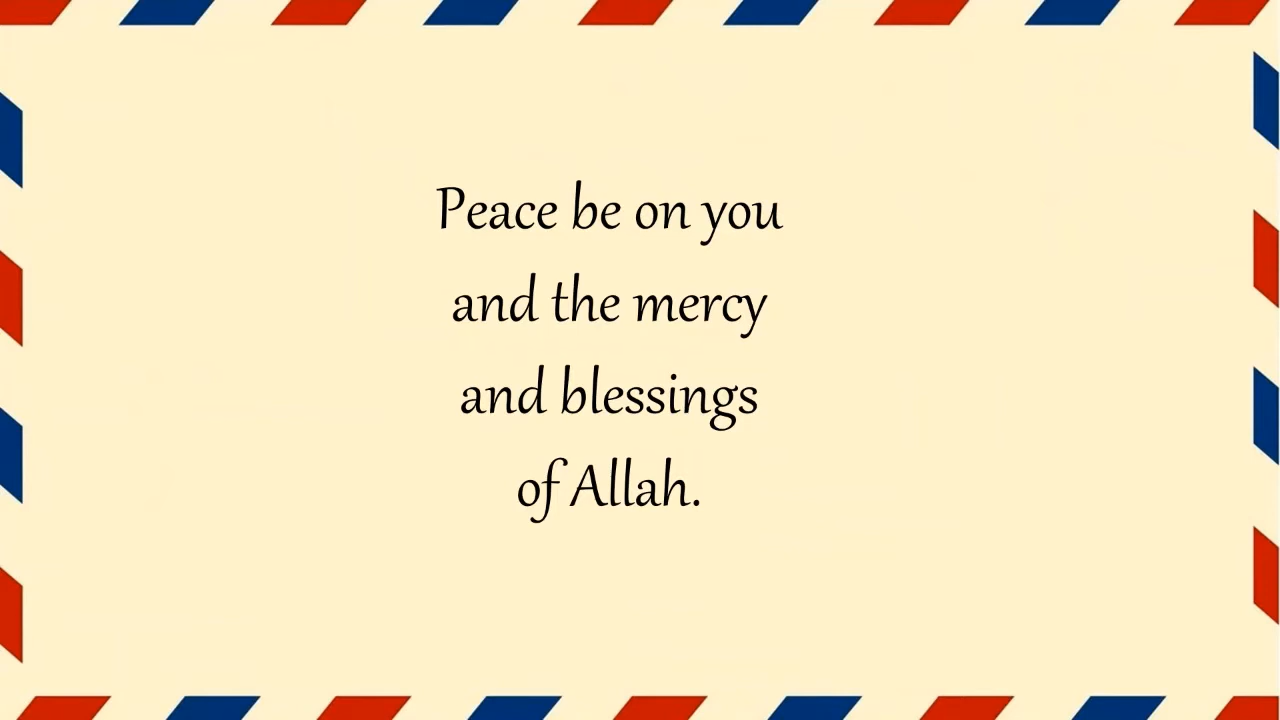 Peace be on you
and the mercy
and blessings
of Allah.